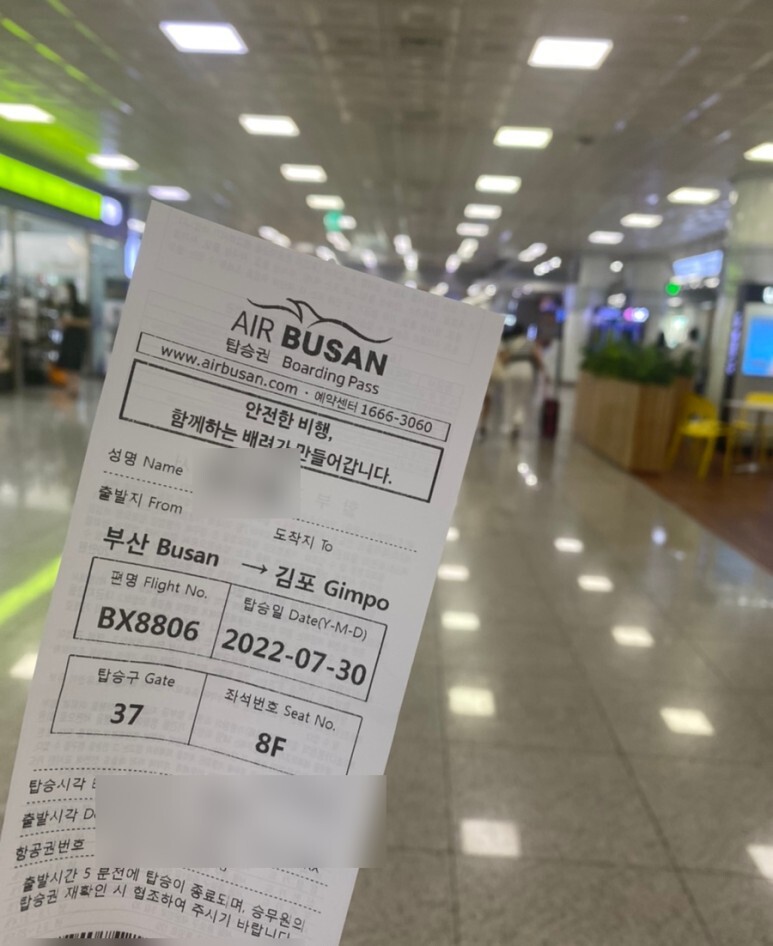 AIR BUSAN
탑승권 Boarding Pass
www.airbusan.com · 예약센터 1666-3060
안전한 비행,
함께하는 배려가 만들어갑니다.
성명 Name
출발지 From
도착지 To
부산 Busan → 김포 Gimpo
편명 Flight No.
탑승일 Date(Y-M-D)
BX8806
2022-07-30
탑승구 Gate
좌석번호 Seat No.
37
8F
탑승시각
출발시각
항공권번호
출발시간 5 분전에 탑승이 종료되며, 승무원의
탑승권 재확인 시 협조하여 주시기 바랍니다